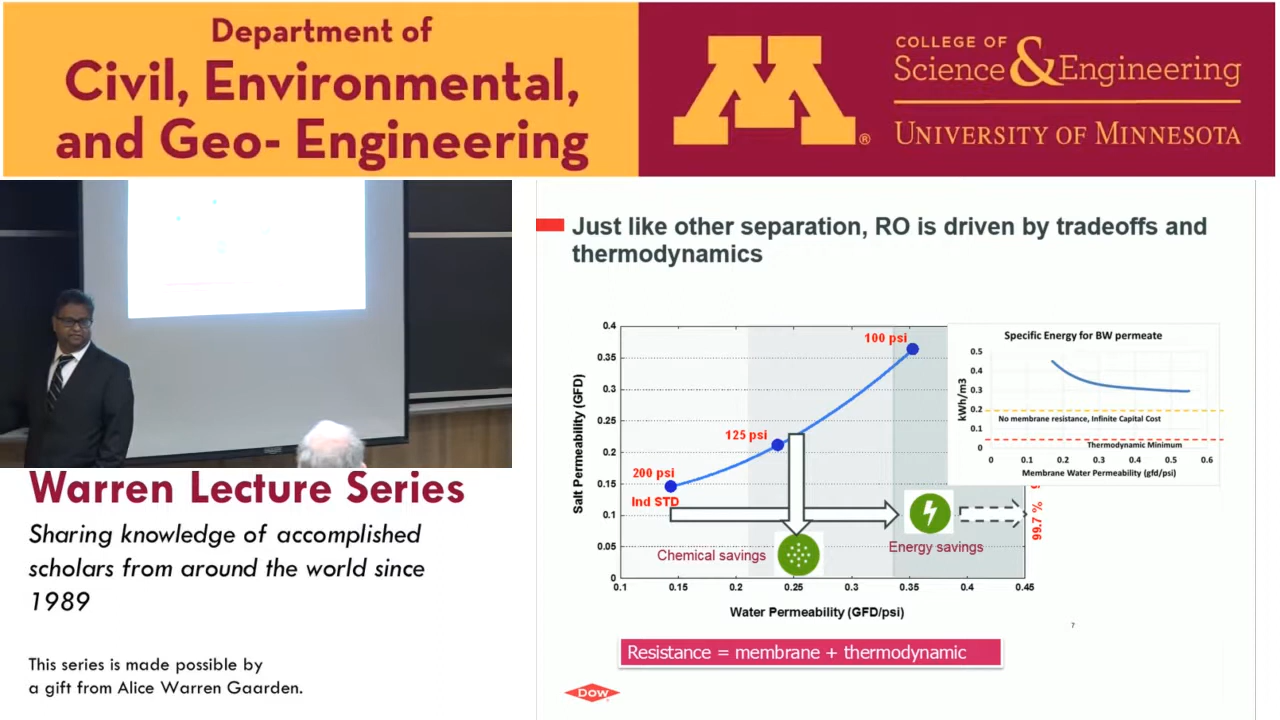 Department of
Civil, Environmental,
and Geo- Engineering
M
®
COLLEGE OF
Science & Engineering
UNIVERSITY OF MINNESOTA
Warren Lecture Series
Sharing knowledge of accomplished
scholars from around the world since
1989
This series is made possible by
a gift from Alice Warren Gaarden.
Just like other separation, RO is driven by tradeoffs and
thermodynamics
Salt Permeability (GFD)
0.4
0.35
0.3
0.25
0.2
0.15
0.1
0.05
0
0.1
0.15
0.2
0.25
0.3
0.35
0.4
0.45
Water Permeability (GFD/psi)
100 psi
125 psi
200 psi
Ind STD
Chemical savings
Energy savings
99.7 %
Specific Energy for BW permeate
kWh/m3
0.5
0.4
0.3
0.2
0.1
0
No membrane resistance, Infinite Capital Cost
Thermodynamic Minimum
0
0.1
0.2
0.3
0.4
0.5
0.6
Membrane Water Permeability (gfd/psi)
7
Resistance = membrane + thermodynamic
Dow